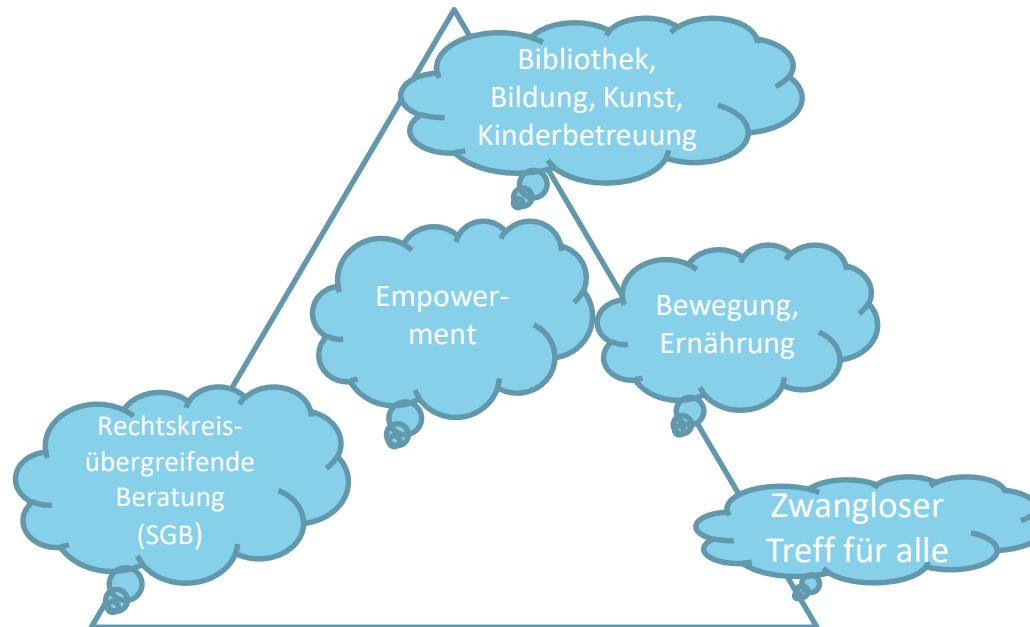 Bibliothek,
Bildung, Kunst,
Kinderbetreuung
Empower-
ment
Bewegung,
Ernährung
Rechtskreis-
übergreifende
Beratung
(SGB)
Zwangloser
Treff für alle